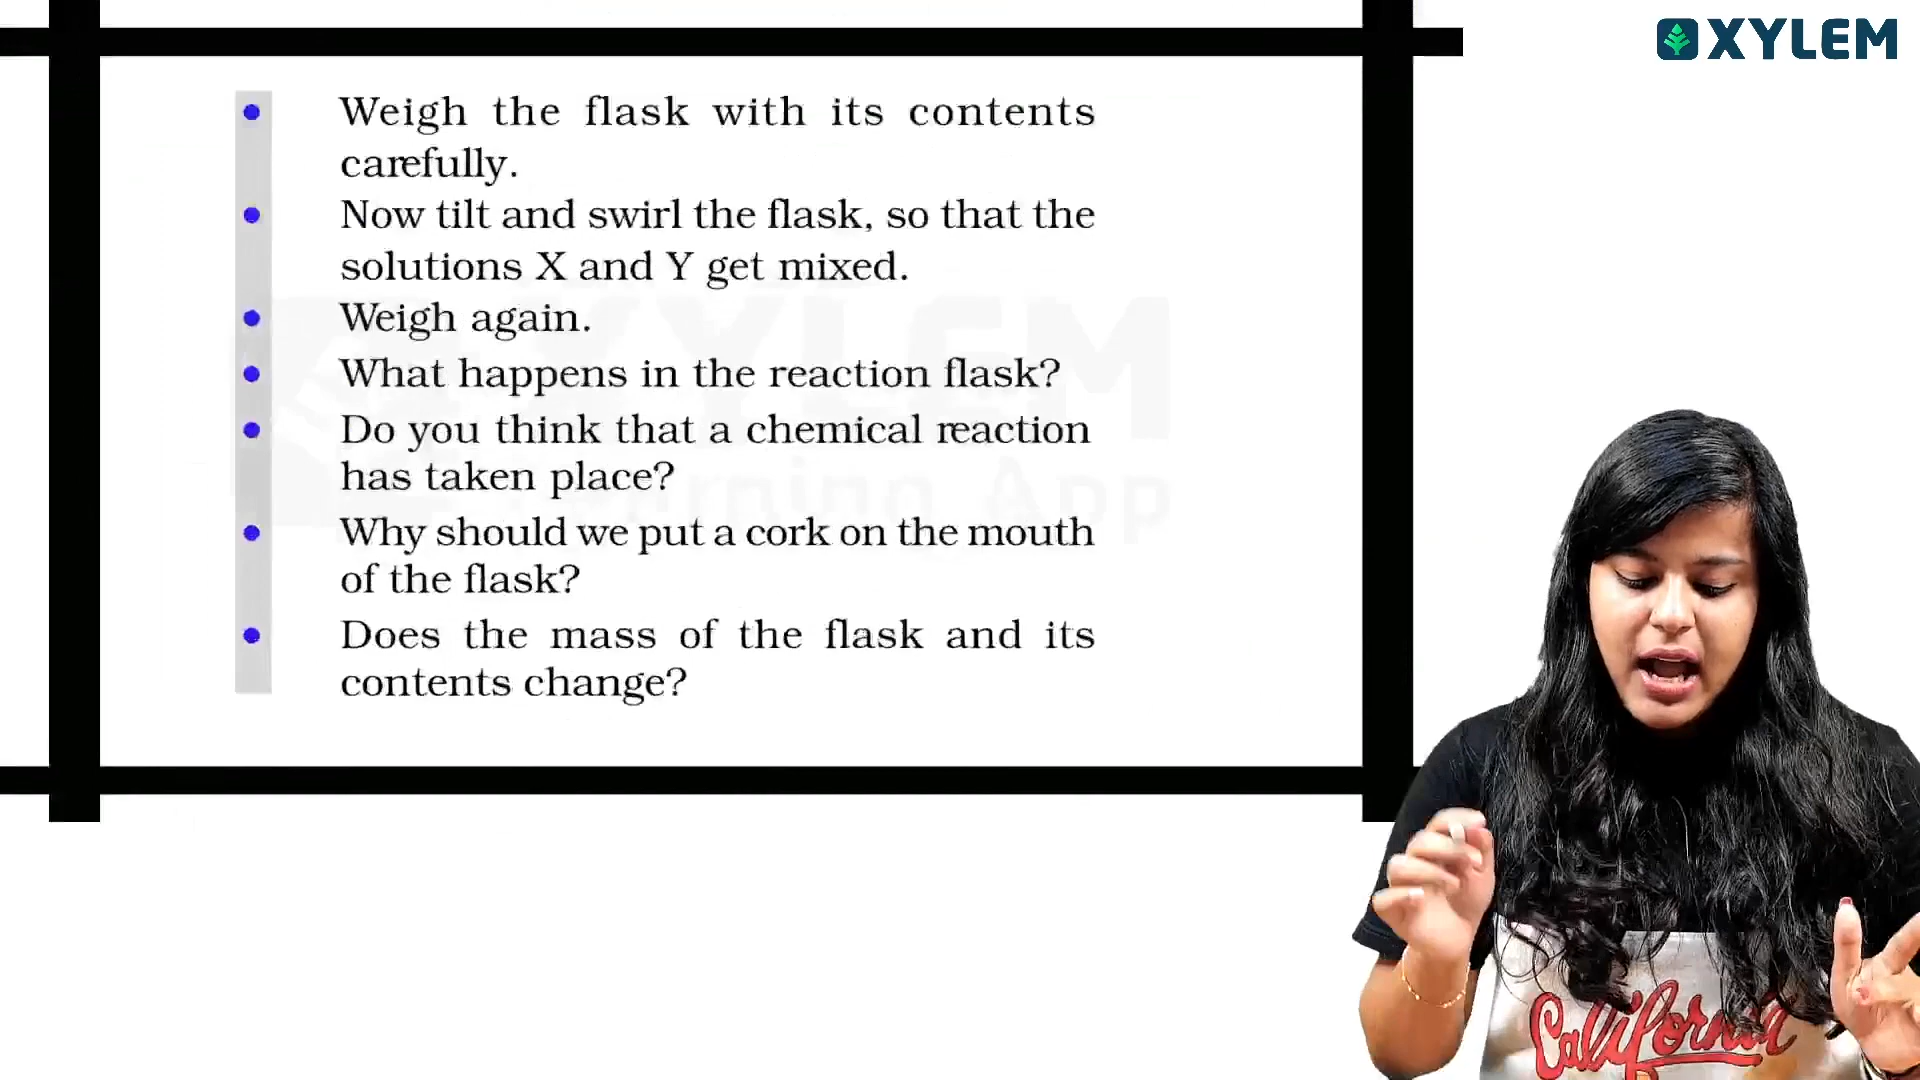 XYLEM
Weigh the flask with its contents
carefully.
Now tilt and swirl the flask, so that the
solutions X and Y get mixed.
Weigh again.
What happens in the reaction flask?
Do you think that a chemical reaction
has taken place?
Why should we put a cork on the mouth
of the flask?
Does the mass of the flask and its
contents change?
XYLEM
Learning App
California